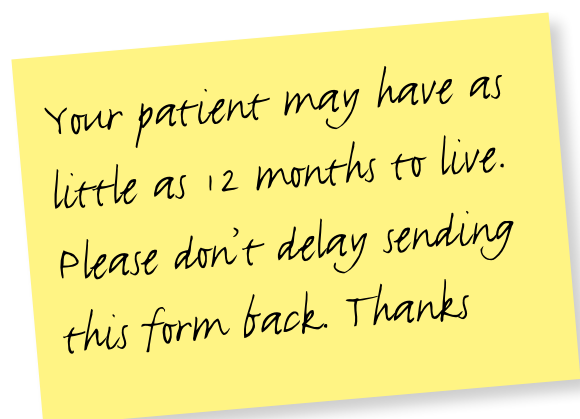 Your patient may have as
little as 12 months to live.
Please don't delay sending
this form back. Thanks